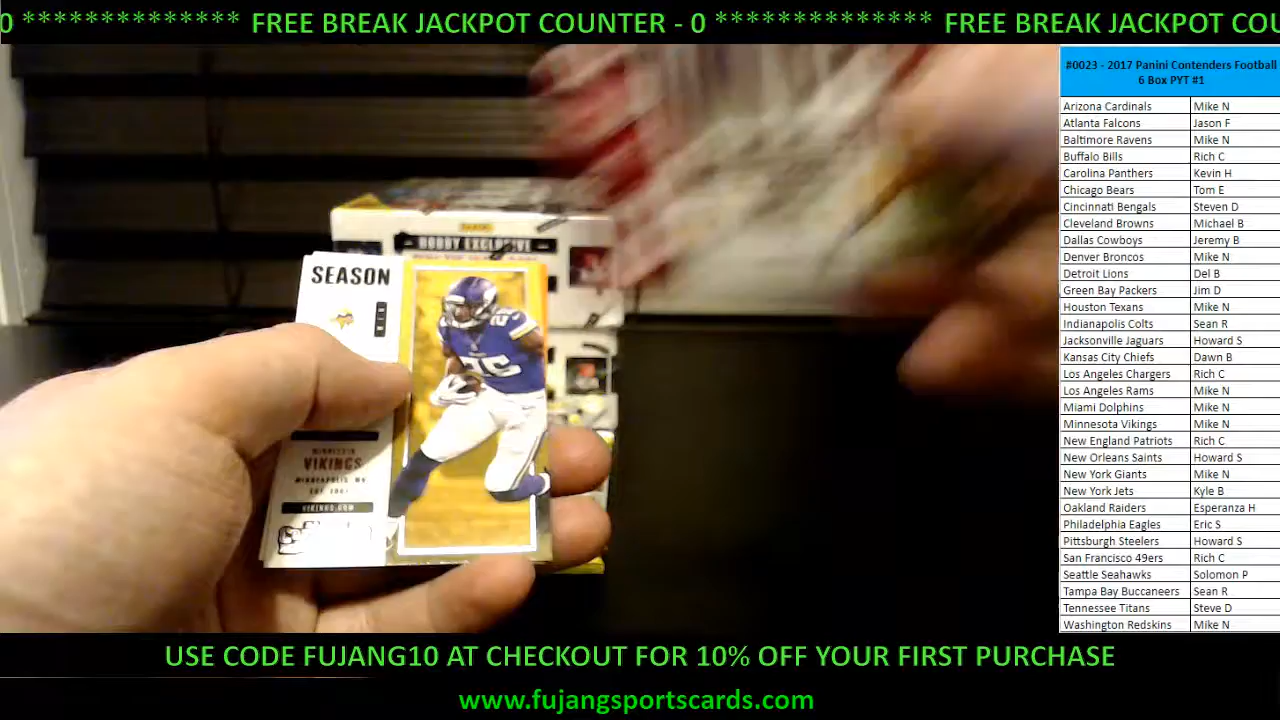 0 ************** FREE BREAK JACKPOT COUNTER - 0 ************** FREE BREAK JACKPOT COU
#0023 - 2017 Panini Contenders Football
6 Box PYT #1
Arizona Cardinals Mike N
Atlanta Falcons Jason F
Baltimore Ravens Mike N
Buffalo Bills Rich C
Carolina Panthers Kevin H
Chicago Bears Tom E
Cincinnati Bengals Steven D
Cleveland Browns Michael B
Dallas Cowboys Jeremy B
Denver Broncos Mike N
Detroit Lions Del B
Green Bay Packers Jim D
Houston Texans Mike N
Indianapolis Colts Sean R
Jacksonville Jaguars Howard S
Kansas City Chiefs Dawn B
Los Angeles Chargers Rich C
Los Angeles Rams Mike N
Miami Dolphins Mike N
Minnesota Vikings Mike N
New England Patriots Rich C
New Orleans Saints Howard S
New York Giants Mike N
New York Jets Kyle B
Oakland Raiders Esperanza H
Philadelphia Eagles Eric S
Pittsburgh Steelers Howard S
San Francisco 49ers Rich C
Seattle Seahawks Solomon P
Tampa Bay Buccaneers Sean R
Tennessee Titans Steve D
Washington Redskins Mike N
PANINI
HOBBY EXCLUSIVE
SEASON
25
MINNESOTA
VIKINGS
MINNEAPOLIS, MN
VIKINGS.COM
USE CODE FUJANG10 AT CHECKOUT FOR 10% OFF YOUR FIRST PURCHASE
www.fujangsportscards.com